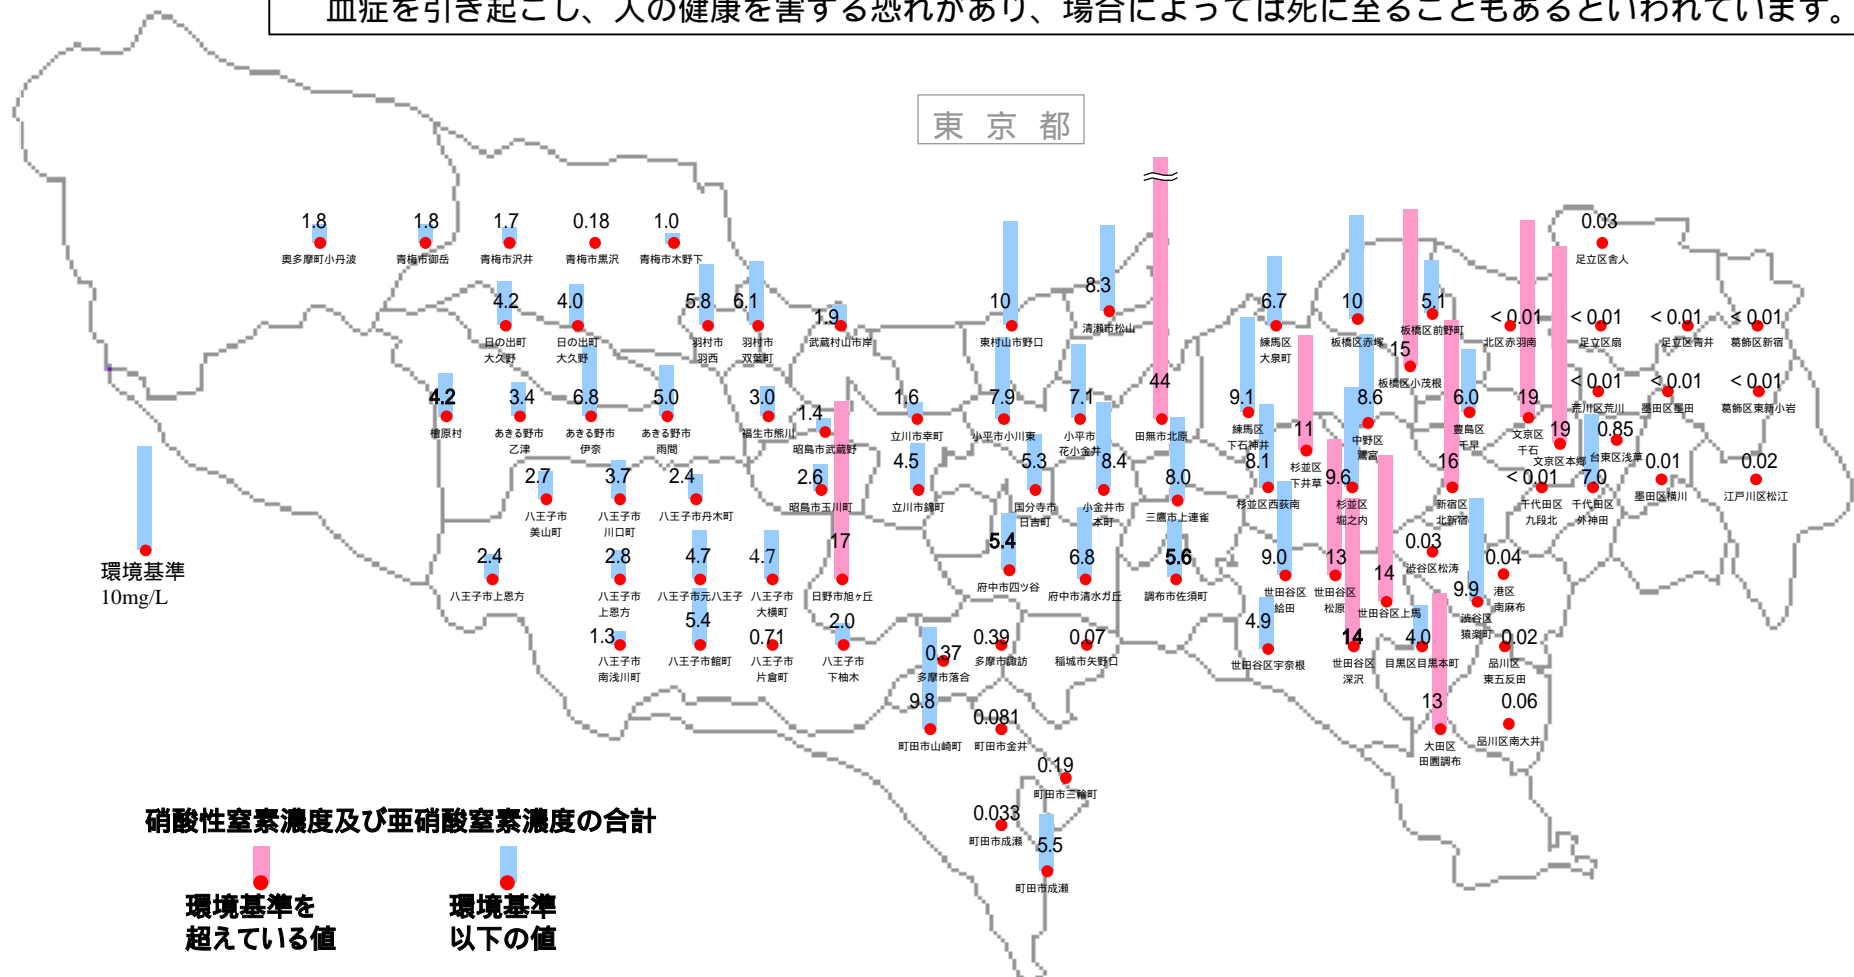 血症を引き起こし、人の健康を害する恐れがあり、場合によっては死に至ることもあるといわれています。
東 京 都
1.8
奥多摩町小丹波
1.8
青梅市御岳
1.7
青梅市沢井
0.18
青梅市黒沢
1.0
青梅市木野下
4.2
日の出町
大久野
4.0
日の出町
大久野
5.8
羽村市
羽西
6.1
羽村市
双葉町
1.9
武蔵村山市岸
10
東村山市野口
8.3
清瀬市松山
44
田無市北原
6.7
練馬区
大泉町
10
板橋区赤塚
15
板橋区小茂根
5.1
板橋区前野町
< 0.01
北区赤羽南
0.03
足立区舎人
< 0.01
足立区扇
< 0.01
足立区青井
< 0.01
葛飾区新宿
4.2
檜原村
3.4
あきる野市
乙津
6.8
あきる野市
伊奈
5.0
あきる野市
雨間
3.0
福生市熊川
1.4
昭島市武蔵野
1.6
立川市幸町
7.9
小平市小川東
7.1
小平市
花小金井
9.1
練馬区
下石神井
11
杉並区
下井草
8.6
中野区
鷺宮
6.0
豊島区
千早
19
文京区
千石
19
文京区本郷
< 0.01
荒川区荒川
0.85
台東区浅草
< 0.01
墨田区墨田
< 0.01
葛飾区東新小岩
2.7
八王子市
美山町
3.7
八王子市
川口町
2.4
八王子市丹木町
2.6
昭島市玉川町
4.5
立川市錦町
5.3
国分寺市
日吉町
8.4
小金井市
本町
8.0
三鷹市上連雀
8.1
杉並区西荻南
9.6
杉並区
堀之内
16
新宿区
北新宿
< 0.01
千代田区
九段北
7.0
千代田区
外神田
0.01
墨田区横川
0.02
江戸川区松江
環境基準
10mg/L
2.4
八王子市上恩方
2.8
八王子市
上恩方
4.7
八王子市元八王子
4.7
八王子市
大横町
17
日野市旭ヶ丘
5.4
府中市四ツ谷
6.8
府中市清水ガ丘
5.6
調布市佐須町
9.0
世田谷区
給田
13
世田谷区
松原
14
世田谷区上馬
0.03
渋谷区松涛
9.9
渋谷区
猿楽町
0.04
港区
南麻布
1.3
八王子市
南浅川町
5.4
八王子市館町
0.71
八王子市
片倉町
2.0
八王子市
下柚木
0.37
多摩市落合
0.39
多摩市諏訪
0.07
稲城市矢野口
4.9
世田谷区宇奈根
14
世田谷区
深沢
4.0
目黒区目黒本町
0.02
品川区
東五反田
9.8
町田市山崎町
0.081
町田市金井
13
大田区
田園調布
0.06
品川区南大井
0.19
町田市三輪町
0.033
町田市成瀬
5.5
町田市成瀬
硝酸性窒素濃度及び亜硝酸窒素濃度の合計
環境基準を
超えている値
環境基準
以下の値